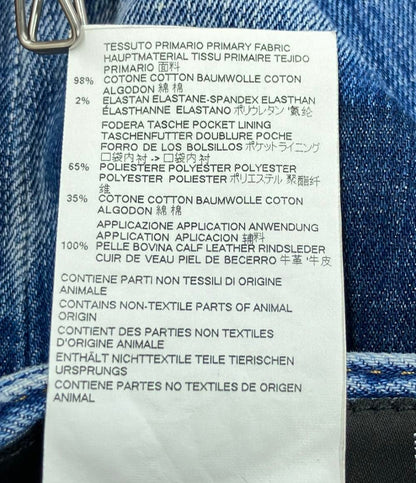 TESSUTO PRIMARIO PRIMARY FABRIC
HAUPTMATERIAL TISSU PRIMAIRE TEJIDO
PRIMARIO 面料
98% COTONE COTTON BAUMWOLLE COTON
ALGODON 綿 棉
2% ELASTAN ELASTANE-SPANDEX ELASTHAN
ÉLASTHANNE ELASTANO ポリウレタン 氨纶
FODERA TASCHE POCKET LINING
TASCHENFUTTER DOUBLURE POCHE
FORRO DE LOS BOLSILLOS ポケットライニング
口袋内衬 -> 口袋内衬
65% POLIESTERE POLYESTER POLYESTER
POLYESTER POLIESTER ポリエステル 聚酯纤
维
35% COTONE COTTON BAUMWOLLE COTON
ALGODON 綿 棉
APPLICAZIONE APPLICATION ANWENDUNG
APPLICATION APLICACION 辅料
100% PELLE BOVINA CALF LEATHER RINDSLEDER
CUIR DE VEAU PIEL DE BECERRO 牛革 牛皮
CONTIENE PARTI NON TESSILI DI ORIGINE
ANIMALE
CONTAINS NON-TEXTILE PARTS OF ANIMAL
ORIGIN
CONTIENT DES PARTIES NON TEXTILES
D'ORIGINE ANIMALE
ENTHÄLT NICHTTEXTILE TEILE TIERISCHEN
URSPRUNGS
CONTIENE PARTES NO TEXTILES DE ORIGEN
ANIMAL